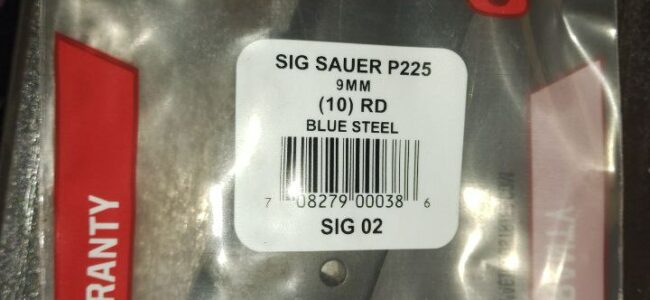 SIG SAUER P225
9MM
(10) RD
BLUE STEEL
7 08279 00038 6
SIG 02
RANTY